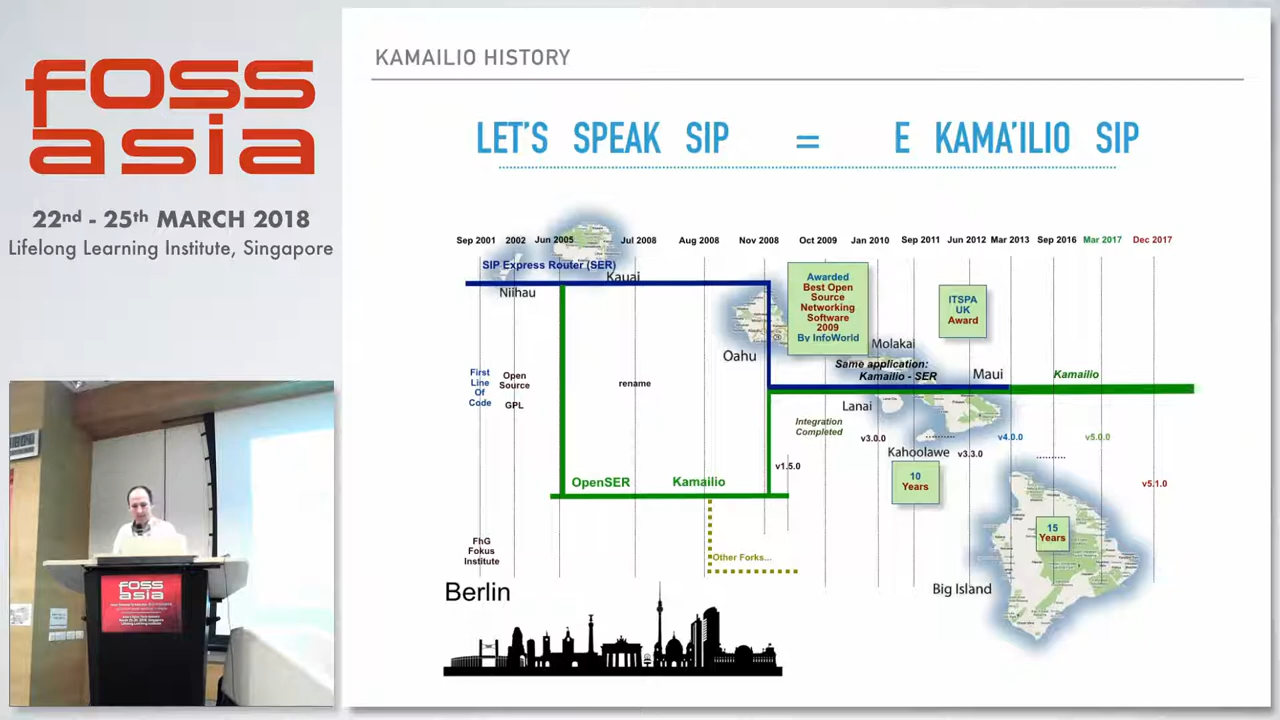 foss
asia
22nd - 25th MARCH 2018
Lifelong Learning Institute, Singapore
foss
asia
KAMAILIO HISTORY
LET'S SPEAK SIP = E KAMA'ILIO SIP
Sep 2001 2002 Jun 2005 Jul 2008 Aug 2008 Nov 2008 Oct 2009 Jan 2010 Sep 2011 Jun 2012 Mar 2013 Sep 2016 Mar 2017 Dec 2017
SIP Express Router (SER)
Kauai
Niihau
Awarded
Best Open
Source
Networking
Software
2009
By InfoWorld
ITSPA
UK
Award
Oahu
Molakai
Same application:
Kamailio - SER
Maui
Kamailio
First
Line
Of
Code
Open
Source
GPL
rename
Lanai
Integration
Completed
v3.0.0
Kahoolawe
v3.3.0
v4.0.0
v5.0.0
v1.5.0
10
Years
v5.1.0
OpenSER
Kamailio
15
Years
FhG
Fokus
Institute
Other Forks...
Berlin
Big Island